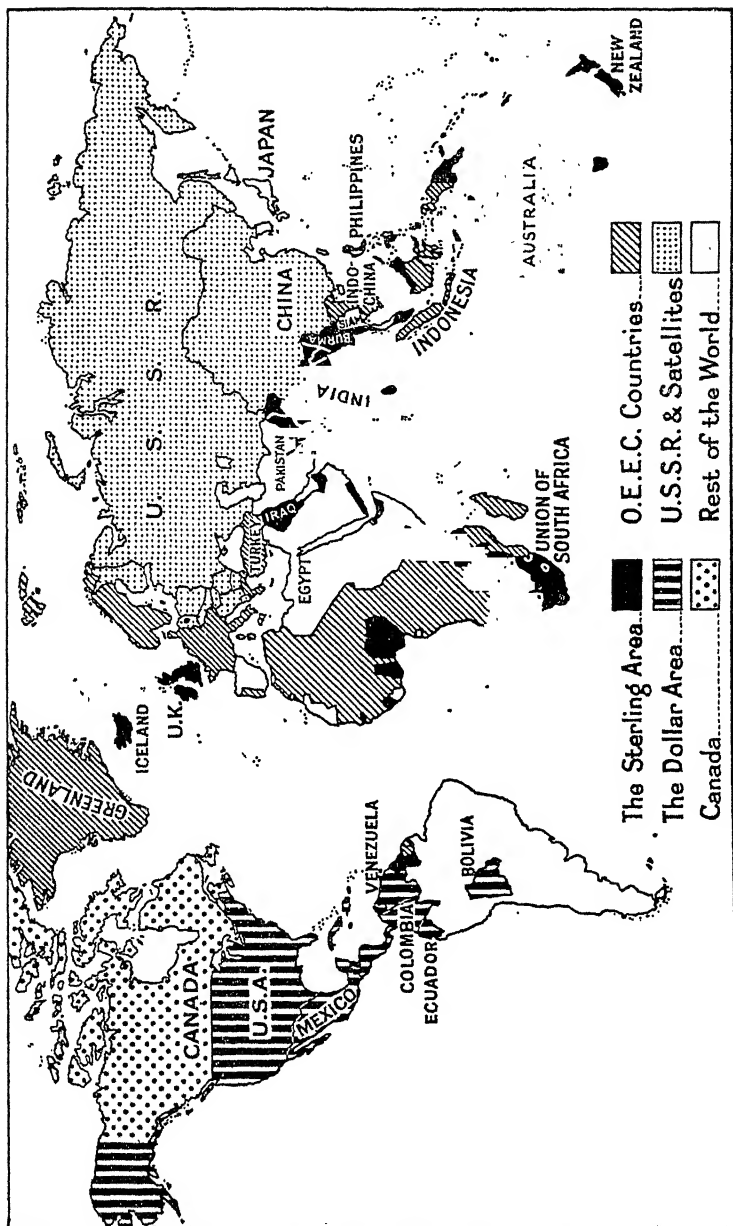 GREENLAND
ICELAND
U.K.
CANADA
U.S.A.
MEXICO
VENEZUELA
COLOMBIA
ECUADOR
BOLIVIA
U. S. S. R.
TURKEY
IRAQ
EGYPT
PAKISTAN
INDIA
CHINA
BURMA
SIAM
INDO-
CHINA
JAPAN
PHILIPPINES
INDONESIA
AUSTRALIA
NEW
ZEALAND
UNION OF
SOUTH AFRICA
The Sterling Area
The Dollar Area
Canada
O.E.E.C. Countries
U.S.S.R. & Satellites
Rest of the World